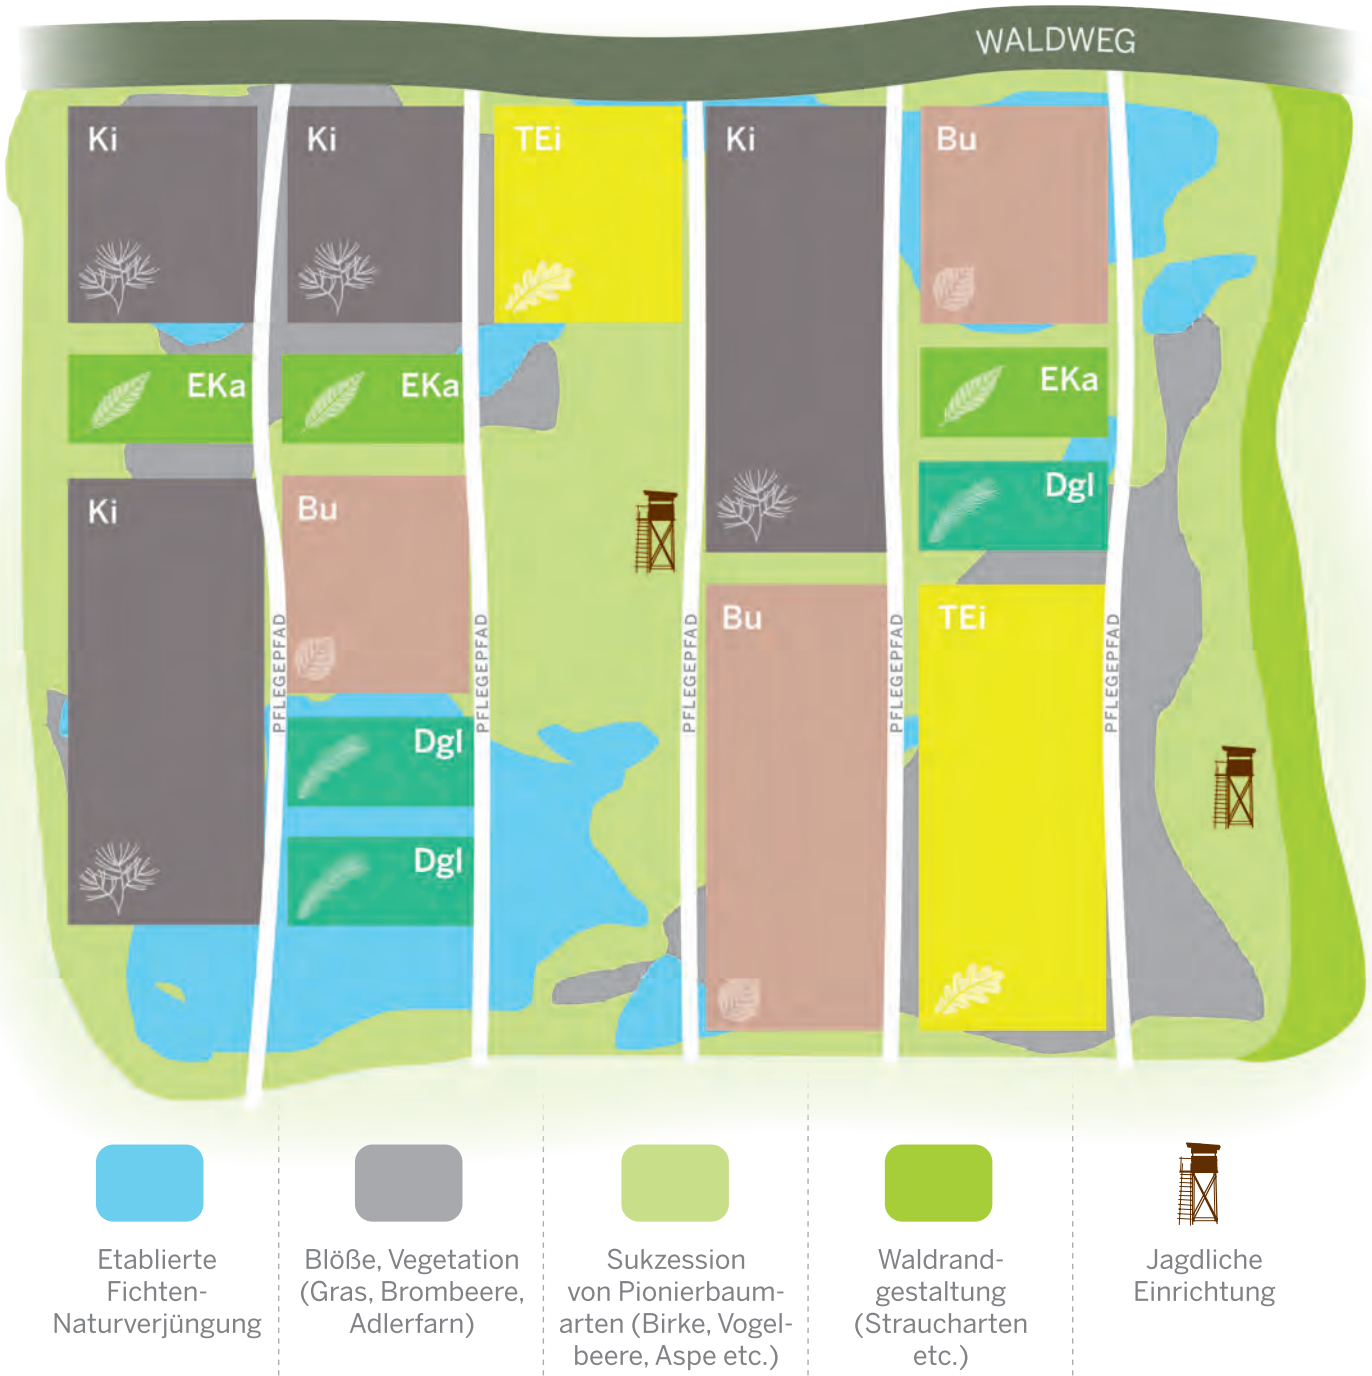 WALDWEG
Ki
Ki
TEi
Ki
Bu
EKa
EKa
EKa
Ki
Bu
Dgl
Bu
TEi
PFLEGEPFAD
PFLEGEPFAD
PFLEGEPFAD
PFLEGEPFAD
PFLEGEPFAD
Dgl
Dgl
Etablierte
Fichten-
Naturverjüngung
Blöße, Vegetation
(Gras, Brombeere,
Adlerfarn)
Sukzession
von Pionierbaum-
arten (Birke, Vogel-
beere, Aspe etc.)
Waldrand-
gestaltung
(Straucharten
etc.)
Jagdliche
Einrichtung